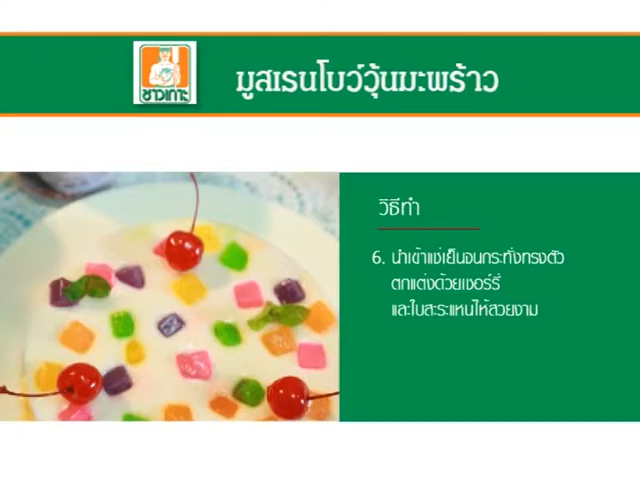 ชาวเกาะ
มูสเรนโบว์วุ้นมะพร้าว
วิธีทำ
6. นำเข้าแช่เย็นจนกระทั่งทรงตัว
ตกแต่งด้วยเชอร์รี่
และใบสะระแหน่ให้สวยงาม